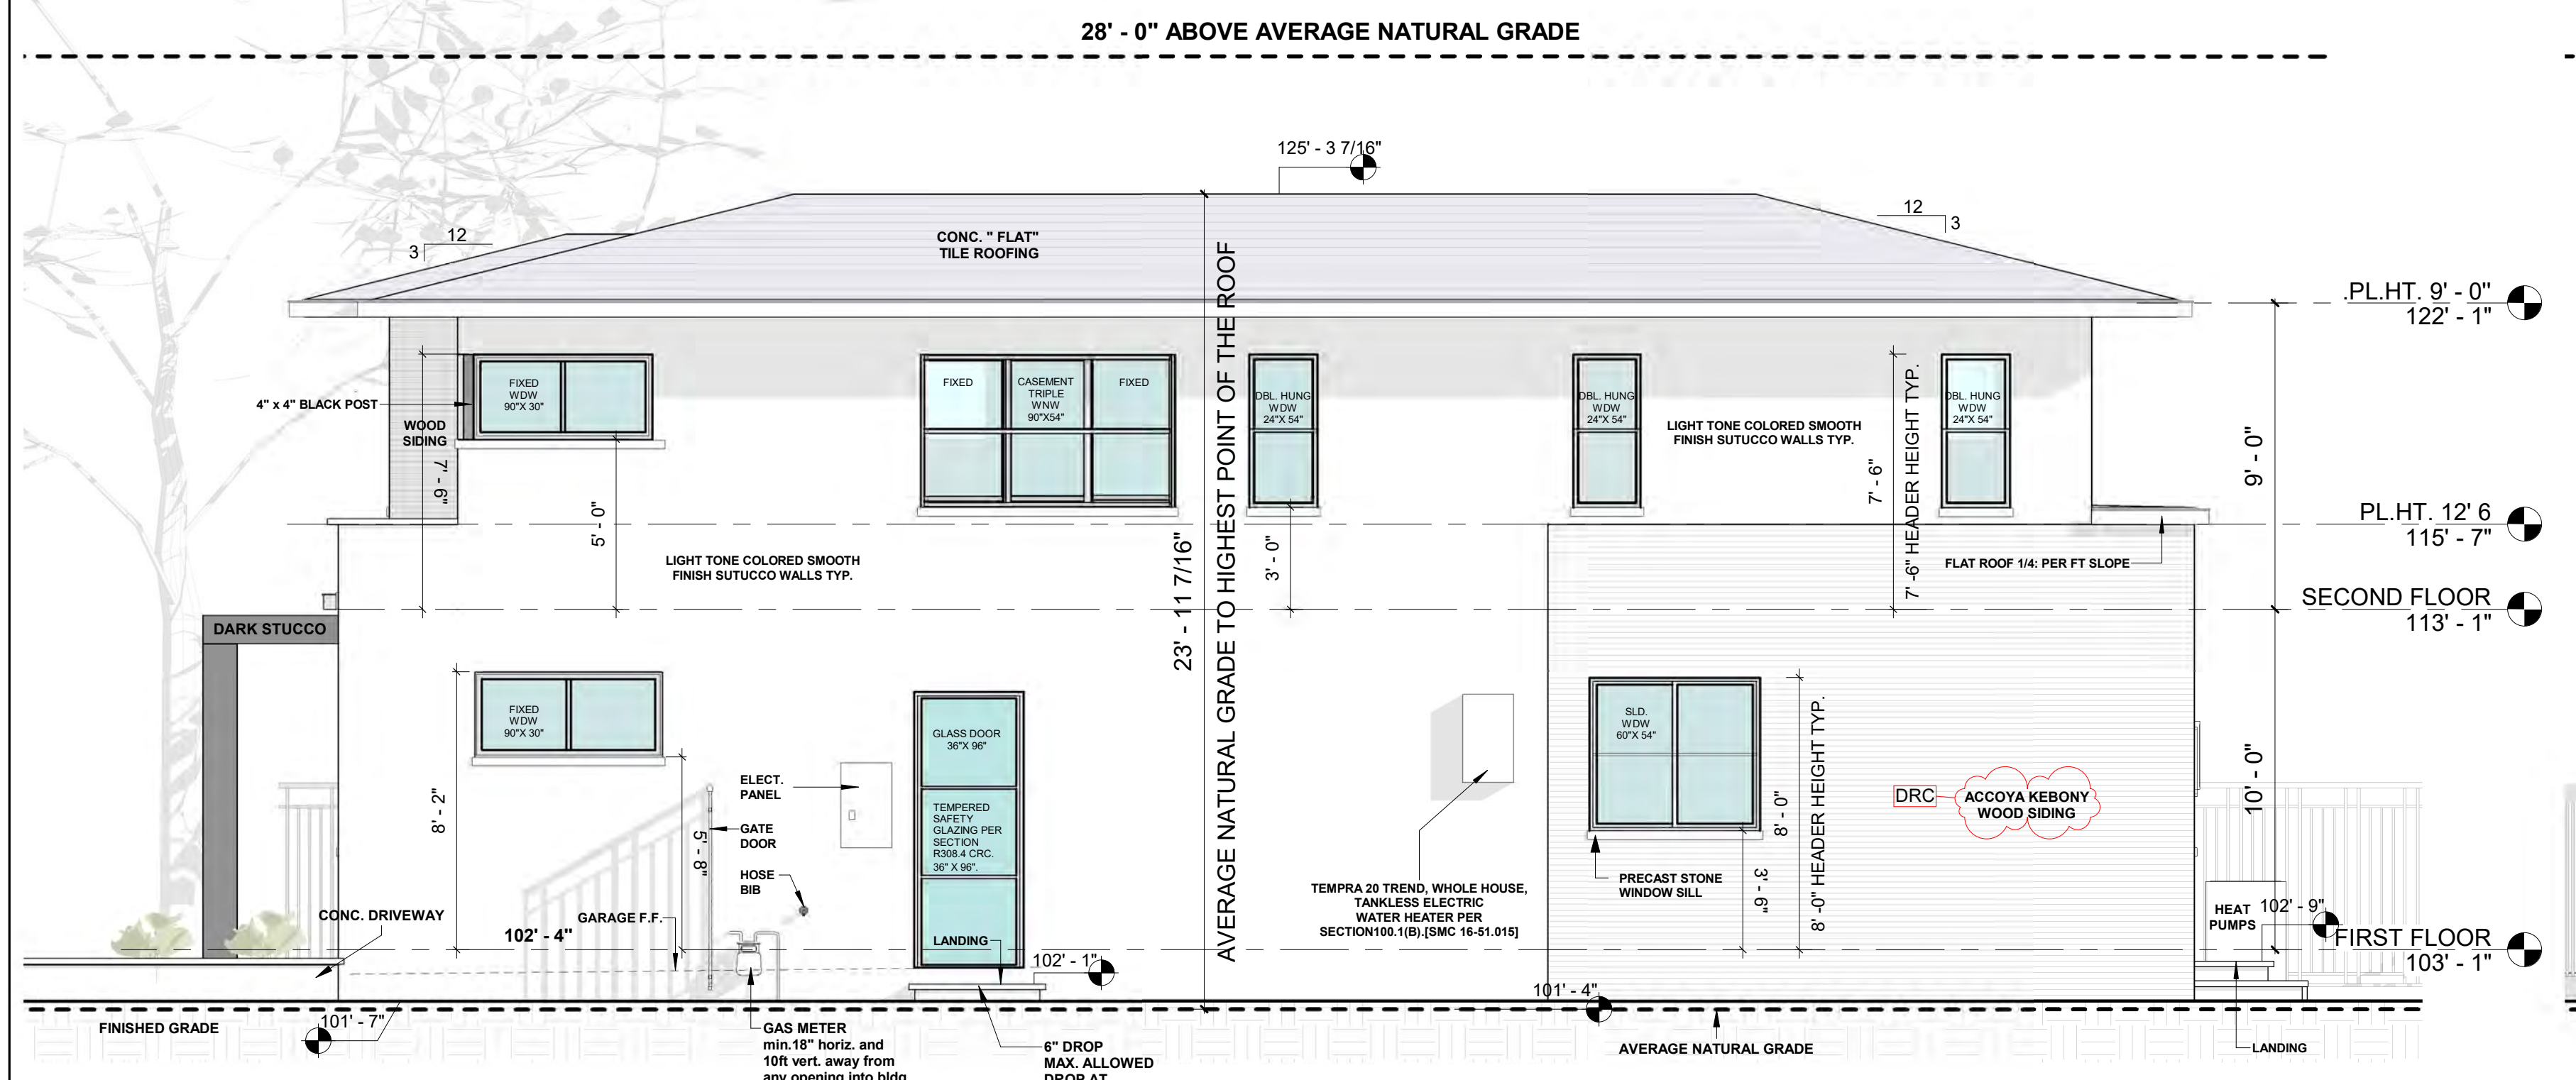 28' - 0" ABOVE AVERAGE NATURAL GRADE
125' - 3 7/16"
12
3
12
3
CONC. " FLAT"
TILE ROOFING
.PL.HT. 9' - 0"
122' - 1"
4" x 4" BLACK POST
WOOD
SIDING
7' - 6"
FIXED
WDW
90"X 30"
5' - 0"
FIXED
CASEMENT
TRIPLE
WNW
90"X54"
FIXED
DBL. HUNG
WDW
24"X 54"
3' - 0"
DBL. HUNG
WDW
24"X 54"
LIGHT TONE COLORED SMOOTH
FINISH SUTUCCO WALLS TYP.
7' - 6"
7' -6" HEADER HEIGHT TYP.
DBL. HUNG
WDW
24"X 54"
9' - 0"
PL.HT. 12' 6
115' - 7"
FLAT ROOF 1/4: PER FT SLOPE
LIGHT TONE COLORED SMOOTH
FINISH SUTUCCO WALLS TYP.
23' - 11 7/16"
AVERAGE NATURAL GRADE TO HIGHEST POINT OF THE ROOF
SECOND FLOOR
113' - 1"
DARK STUCCO
8' - 2"
FIXED
WDW
90"X 30"
5' - 8"
ELECT.
PANEL
GATE
DOOR
HOSE
BIB
GLASS DOOR
36"X 96"
TEMPERED
SAFETY
GLAZING PER
SECTION
R308.4 CRC.
36" X 96".
LANDING
102' - 1"
TEMPRA 20 TREND, WHOLE HOUSE,
TANKLESS ELECTRIC
WATER HEATER PER
SECTION100.1(B).[SMC 16-51.015]
SLD.
WDW
60"X 54"
PRECAST STONE
WINDOW SILL
3' - 6"
8' - 0"
8' -0" HEADER HEIGHT TYP.
DRC
ACCOYA KEBONY
WOOD SIDING
10' - 0"
HEAT
PUMPS
102' - 9"
FIRST FLOOR
103' - 1"
CONC. DRIVEWAY
102' - 4"
GARAGE F.F.
FINISHED GRADE
101' - 7"
GAS METER
min.18" horiz. and
10ft vert. away from
any opening into bldg
6" DROP
MAX. ALLOWED
DROP AT
101' - 4"
AVERAGE NATURAL GRADE
LANDING